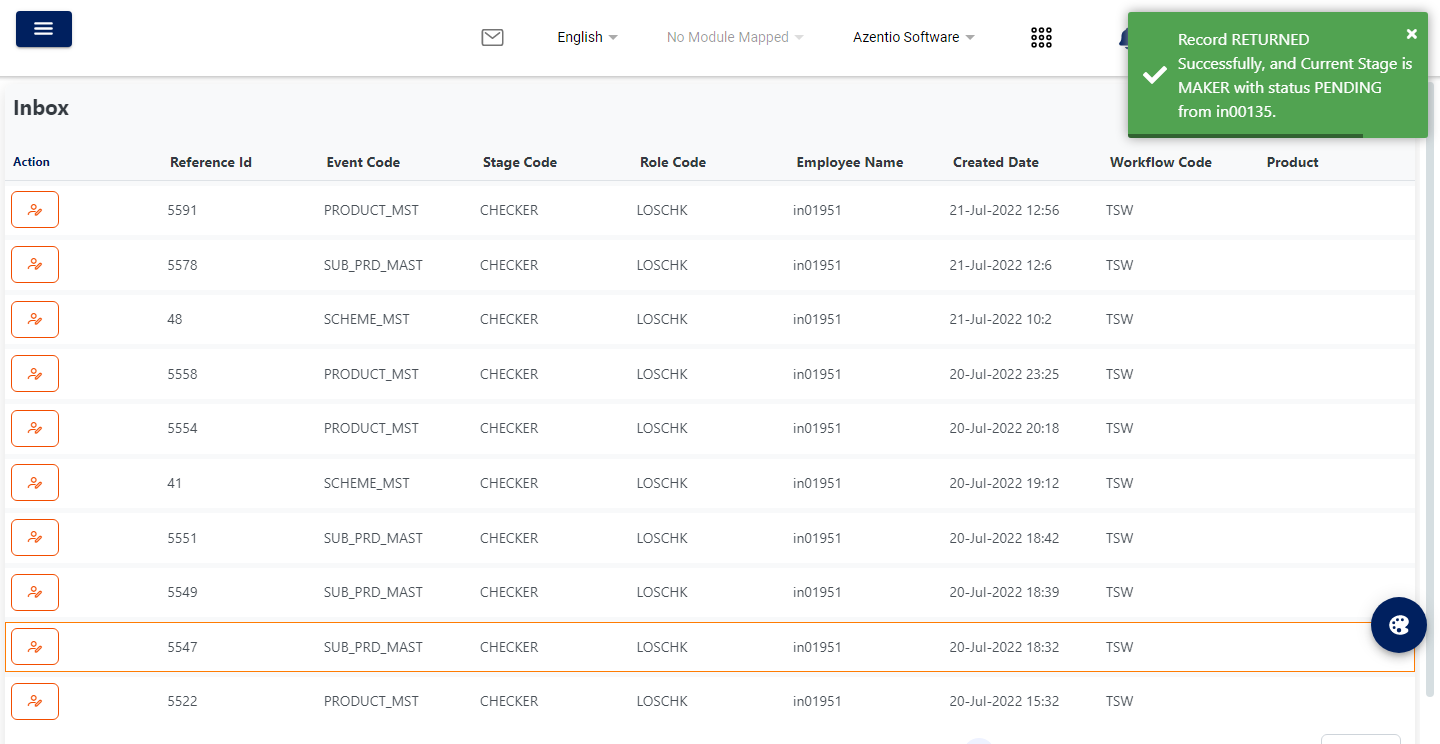 English
No Module Mapped
Azentio Software
Record RETURNED
Successfully, and Current Stage is
MAKER with status PENDING
from in00135.
Inbox
Action Reference Id Event Code Stage Code Role Code Employee Name Created Date Workflow Code Product
5591 PRODUCT_MST CHECKER LOSCHK in01951 21-Jul-2022 12:56 TSW
5578 SUB_PRD_MAST CHECKER LOSCHK in01951 21-Jul-2022 12:6 TSW
48 SCHEME_MST CHECKER LOSCHK in01951 21-Jul-2022 10:2 TSW
5558 PRODUCT_MST CHECKER LOSCHK in01951 20-Jul-2022 23:25 TSW
5554 PRODUCT_MST CHECKER LOSCHK in01951 20-Jul-2022 20:18 TSW
41 SCHEME_MST CHECKER LOSCHK in01951 20-Jul-2022 19:12 TSW
5551 SUB_PRD_MAST CHECKER LOSCHK in01951 20-Jul-2022 18:42 TSW
5549 SUB_PRD_MAST CHECKER LOSCHK in01951 20-Jul-2022 18:39 TSW
5547 SUB_PRD_MAST CHECKER LOSCHK in01951 20-Jul-2022 18:32 TSW
5522 PRODUCT_MST CHECKER LOSCHK in01951 20-Jul-2022 15:32 TSW